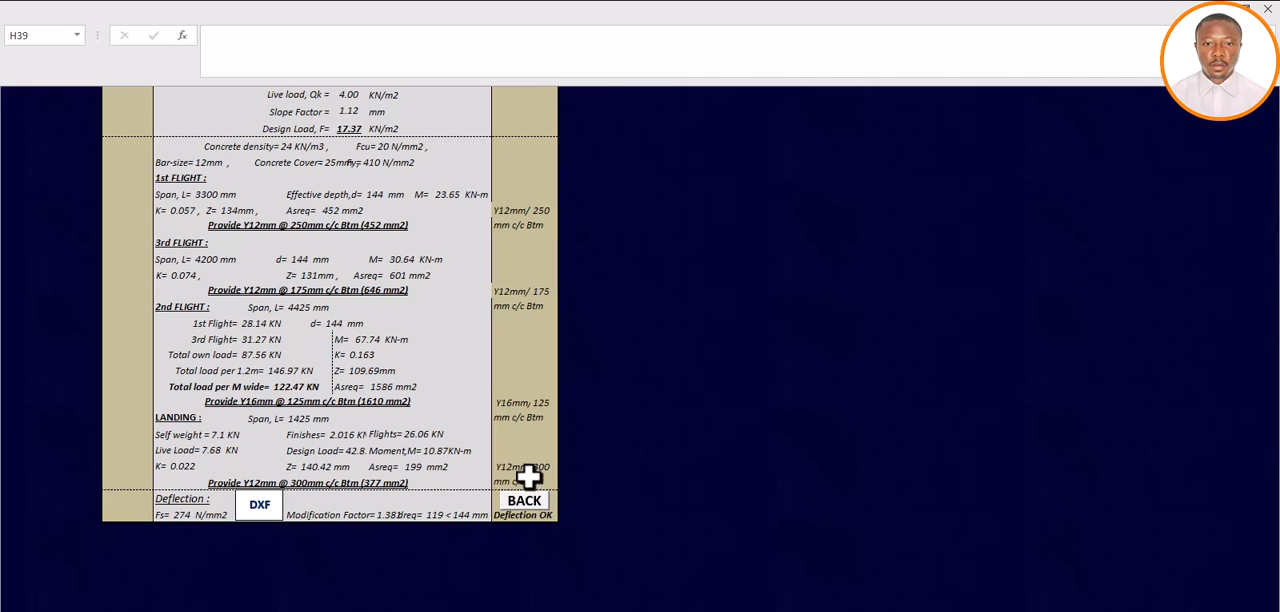 H39
fx
Live load, Qk = 4.00 KN/m2
Slope Factor = 1.12 mm
Design Load, F= 17.37 KN/m2
Concrete density= 24 KN/m3 , Fcu= 20 N/mm2 ,
Bar-size= 12mm , Concrete Cover= 25mm, Fy= 410 N/mm2
1st FLIGHT :
Span, L= 3300 mm Effective depth,d= 144 mm M= 23.65 KN-m
K= 0.057 , Z= 134mm , Asreq= 452 mm2 Y12mm/ 250
Provide Y12mm @ 250mm c/c Btm (452 mm2) mm c/c Btm
3rd FLIGHT :
Span, L= 4200 mm d= 144 mm M= 30.64 KN-m
K= 0.074 , Z= 131mm , Asreq= 601 mm2
Provide Y12mm @ 175mm c/c Btm (646 mm2) Y12mm/ 175
2nd FLIGHT : Span, L= 4425 mm mm c/c Btm
1st Flight= 28.14 KN d= 144 mm
3rd Flight= 31.27 KN M= 67.74 KN-m
Total own load= 87.56 KN K= 0.163
Total load per 1.2m= 146.97 KN Z= 109.69mm
Total load per M wide= 122.47 KN Asreq= 1586 mm2
Provide Y16mm @ 125mm c/c Btm (1610 mm2) Y16mm/ 125
LANDING : Span, L= 1425 mm mm c/c Btm
Self weight = 7.1 KN Finishes= 2.016 KN Flights= 26.06 KN
Live Load= 7.68 KN Design Load= 42.8. Moment,M= 10.87KN-m
K= 0.022 Z= 140.42 mm Asreq= 199 mm2 Y12mm 300
Provide Y12mm @ 300mm c/c Btm (377 mm2) mm c
Deflection : DXF BACK
Fs= 274 N/mm2 Modification Factor= 1.381 dreq= 119 < 144 mm Deflection OK